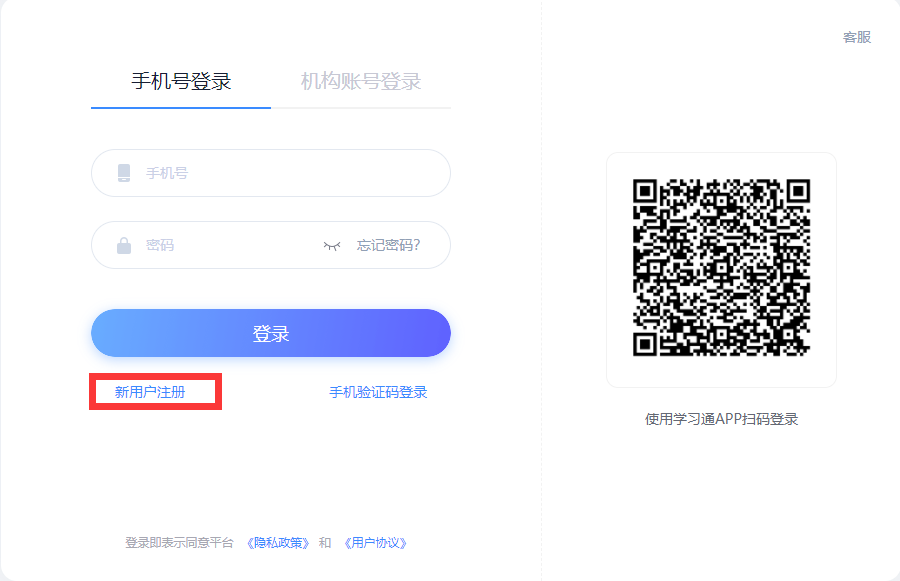 客服
手机号登录 机构账号登录
手机号
密码 忘记密码?
登录
新用户注册 手机验证码登录
使用学习通APP扫码登录
登录即表示同意平台 《隐私政策》 和 《用户协议》